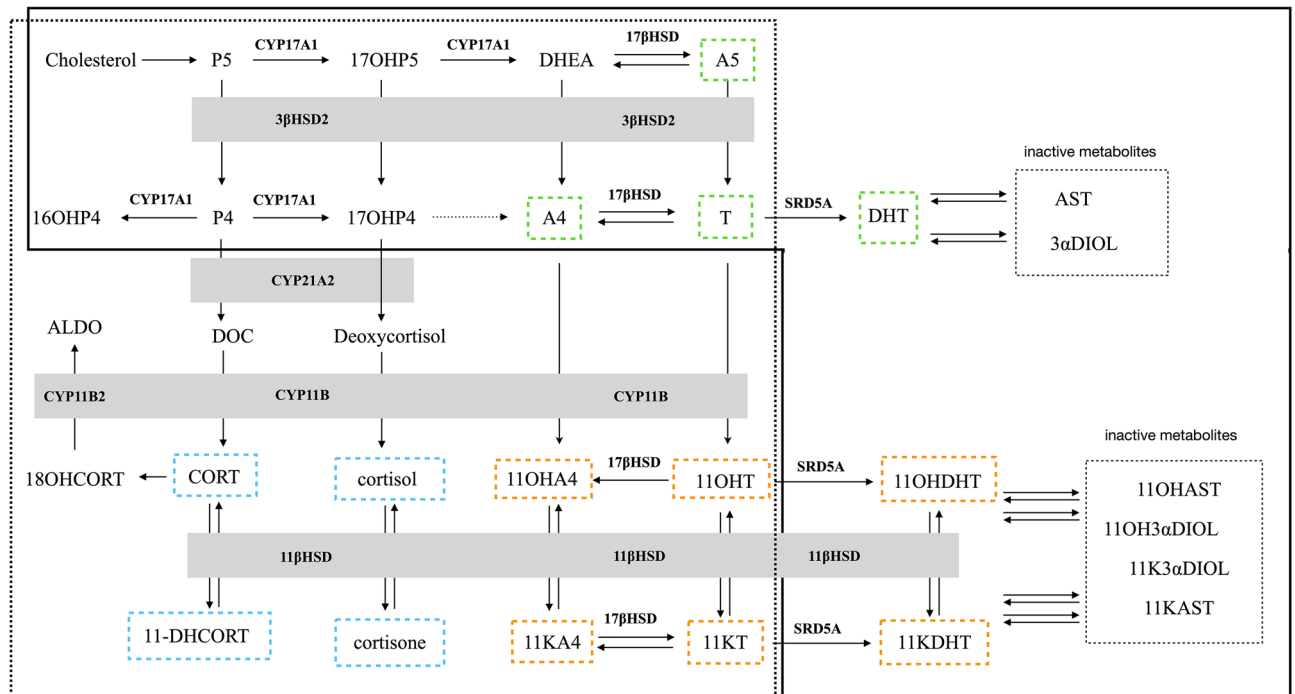 17βHSD
CYP17A1 CYP17A1
Cholesterol P5 17OHP5 DHEA A5
3βHSD2 3βHSD2
inactive metabolites
CYP17A1 CYP17A1 17βHSD SRD5A AST
16OHP4 P4 17OHP4 A4 T DHT
3αDIOL
CYP21A2
ALDO DOC Deoxycortisol
CYP11B2 CYP11B CYP11B
inactive metabolites
17βHSD SRD5A
18OHCORT CORT cortisol 11OHA4 11OHT 11OHDHT 11OHAST
11OH3αDIOL
11βHSD 11βHSD 11βHSD
11K3αDIOL
11KAST
17βHSD SRD5A
11-DHCORT cortisone 11KA4 11KT 11KDHT